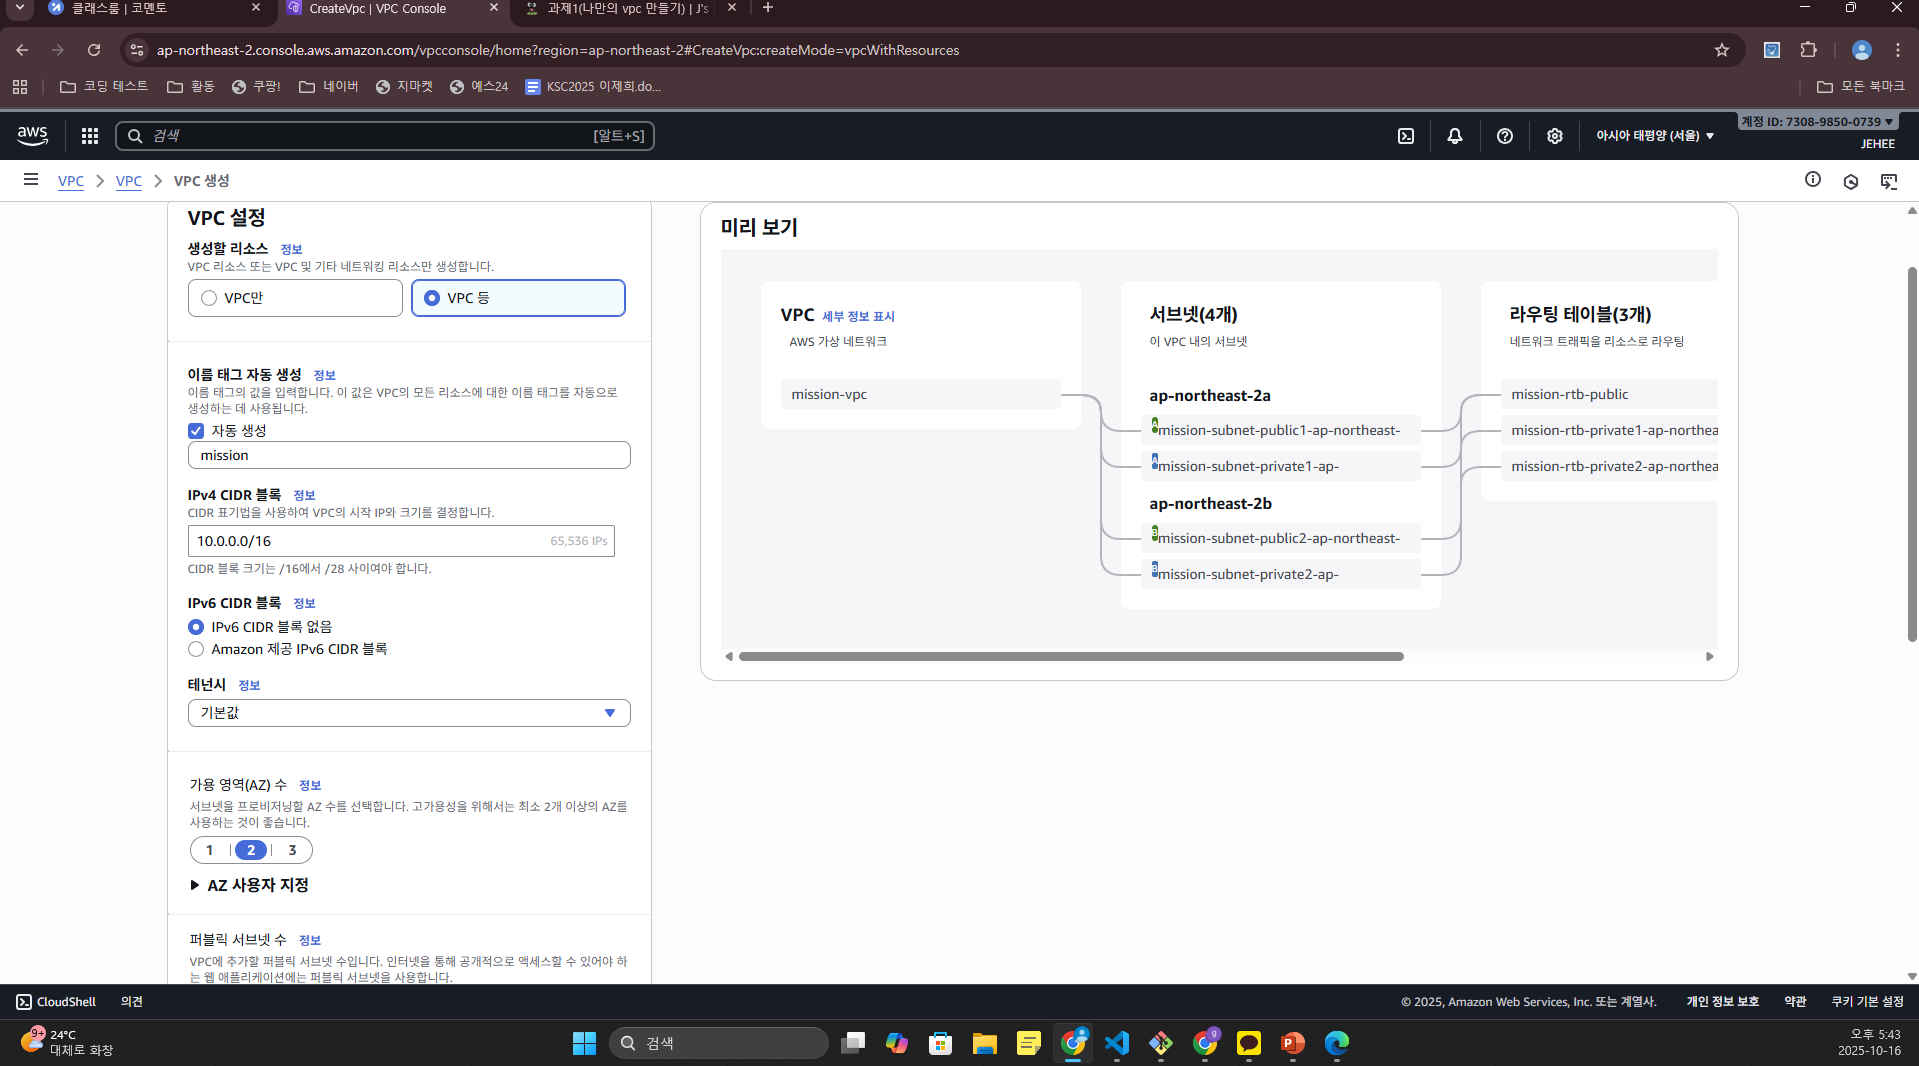 클래스룸 | 코멘토
CreateVpc | VPC Console
과제1(나만의 vpc 만들기) | J's
ap-northeast-2.console.aws.amazon.com/vpcconsole/home?region=ap-northeast-2#CreateVpc:createMode=vpcWithResources
코딩 테스트
활동
쿠팡!
네이버
지마켓
예스24
KSC2025 이제희.do...
모든 북마크
aws
검색
[알트+S]
아시아 태평양 (서울)
계정 ID: 7308-9850-0739
JEHEE
VPC
VPC
VPC 생성
VPC 설정
생성할 리소스 정보
VPC 리소스 또는 VPC 및 기타 네트워킹 리소스만 생성합니다.
VPC만
VPC 등
이름 태그 자동 생성 정보
이름 태그의 값을 입력합니다. 이 값은 VPC의 모든 리소스에 대한 이름 태그를 자동으로
생성하는 데 사용됩니다.
자동 생성
mission
IPv4 CIDR 블록 정보
CIDR 표기법을 사용하여 VPC의 시작 IP와 크기를 결정합니다.
10.0.0.0/16
65,536 IPs
CIDR 블록 크기는 /16에서 /28 사이여야 합니다.
IPv6 CIDR 블록 정보
IPv6 CIDR 블록 없음
Amazon 제공 IPv6 CIDR 블록
테넌시 정보
기본값
가용 영역(AZ) 수 정보
서브넷을 프로비저닝할 AZ 수를 선택합니다. 고가용성을 위해서는 최소 2개 이상의 AZ를
사용하는 것이 좋습니다.
1 2 3
AZ 사용자 지정
퍼블릭 서브넷 수 정보
VPC에 추가할 퍼블릭 서브넷 수입니다. 인터넷을 통해 공개적으로 액세스할 수 있어야 하
는 웹 애플리케이션에는 퍼블릭 서브넷을 사용합니다.
미리 보기
VPC 세부 정보 표시
AWS 가상 네트워크
mission-vpc
서브넷(4개)
이 VPC 내의 서브넷
ap-northeast-2a
A
mission-subnet-public1-ap-northeast-
A
mission-subnet-private1-ap-
ap-northeast-2b
B
mission-subnet-public2-ap-northeast-
B
mission-subnet-private2-ap-
라우팅 테이블(3개)
네트워크 트래픽을 리소스로 라우팅
mission-rtb-public
mission-rtb-private1-ap-northea
mission-rtb-private2-ap-northea
CloudShell
의견
© 2025, Amazon Web Services, Inc. 또는 계열사.
개인 정보 보호
약관
쿠키 기본 설정
9+
24°C
대체로 화창
검색
9
오후 5:43
2025-10-16